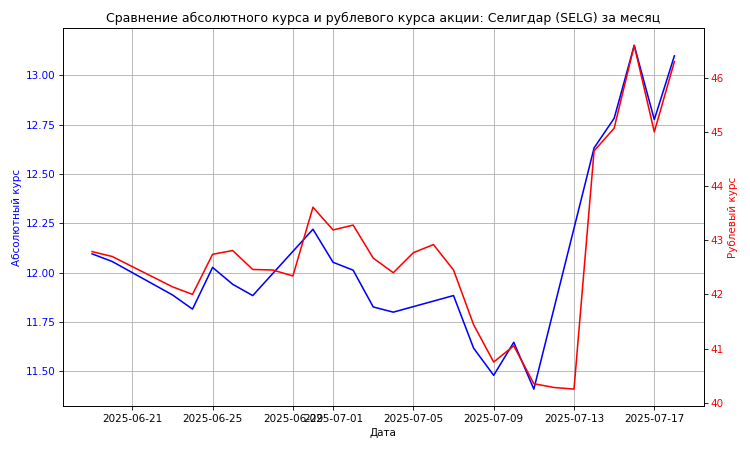 Сравнение абсолютного курса и рублевого курса акции: Селигдар (SELG) за месяц
Абсолютный курс
13.00
12.75
12.50
12.25
12.00
11.75
11.50
46
45
44
43
42
41
40
Рублевый курс
2025-06-21 2025-06-25 2025-06-29 2025-07-01 2025-07-05 2025-07-09 2025-07-13 2025-07-17
Дата